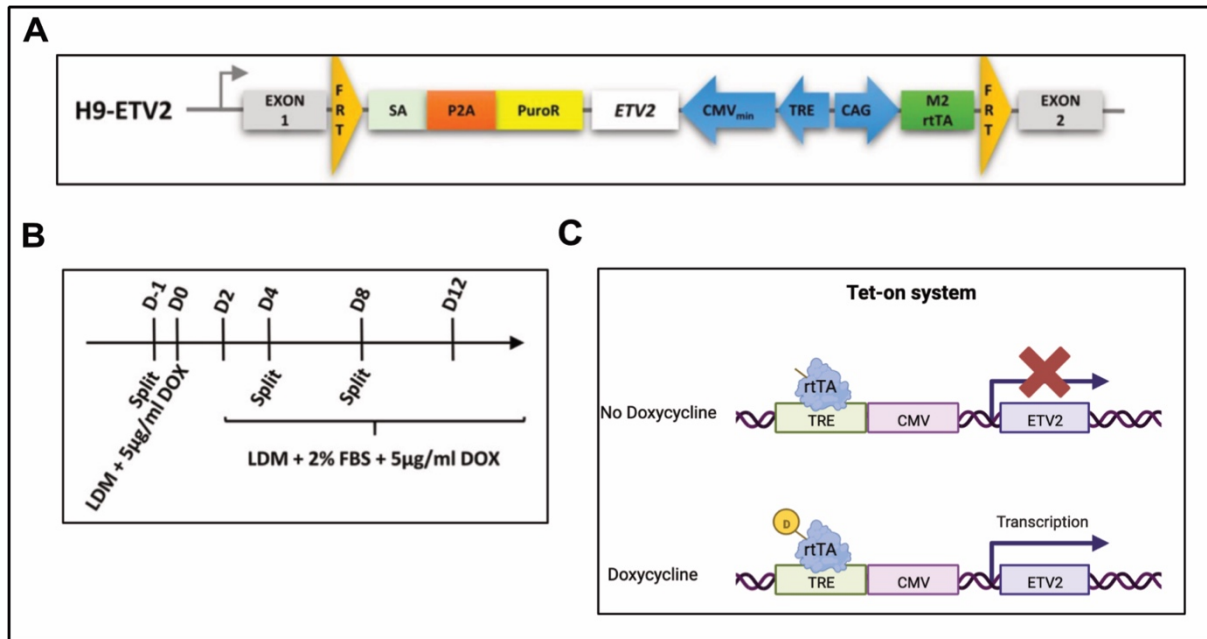 A
H9-ETV2
EXON
1
F
R
T
SA
P2A
PuroR
ETV2
CMVmin
TRE
CAG
M2
rtTA
F
R
T
EXON
2
B
D-1
D0
D2
D4
D8
D12
Split
LDM + 5µg/ml DOX
Split
Split
LDM + 2% FBS + 5µg/ml DOX
C
Tet-on system
No Doxycycline
rtTA
TRE
CMV
ETV2
Doxycycline
D
rtTA
TRE
CMV
Transcription
ETV2